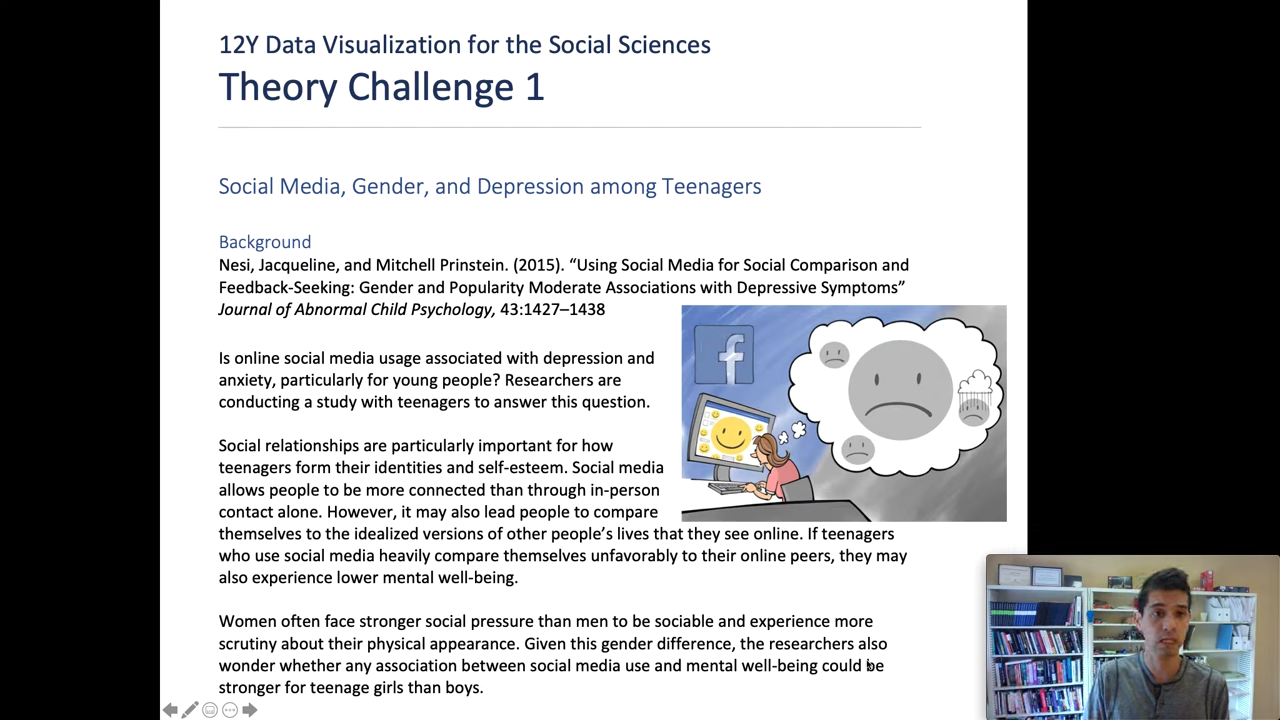 12Y Data Visualization for the Social Sciences
Theory Challenge 1
Social Media, Gender, and Depression among Teenagers
Background
Nesi, Jacqueline, and Mitchell Prinstein. (2015). “Using Social Media for Social Comparison and
Feedback-Seeking: Gender and Popularity Moderate Associations with Depressive Symptoms”
Journal of Abnormal Child Psychology, 43:1427–1438
Is online social media usage associated with depression and
anxiety, particularly for young people? Researchers are
conducting a study with teenagers to answer this question.
Social relationships are particularly important for how
teenagers form their identities and self-esteem. Social media
allows people to be more connected than through in-person
contact alone. However, it may also lead people to compare
themselves to the idealized versions of other people’s lives that they see online. If teenagers
who use social media heavily compare themselves unfavorably to their online peers, they may
also experience lower mental well-being.
Women often face stronger social pressure than men to be sociable and experience more
scrutiny about their physical appearance. Given this gender difference, the researchers also
wonder whether any association between social media use and mental well-being could be
stronger for teenage girls than boys.
f